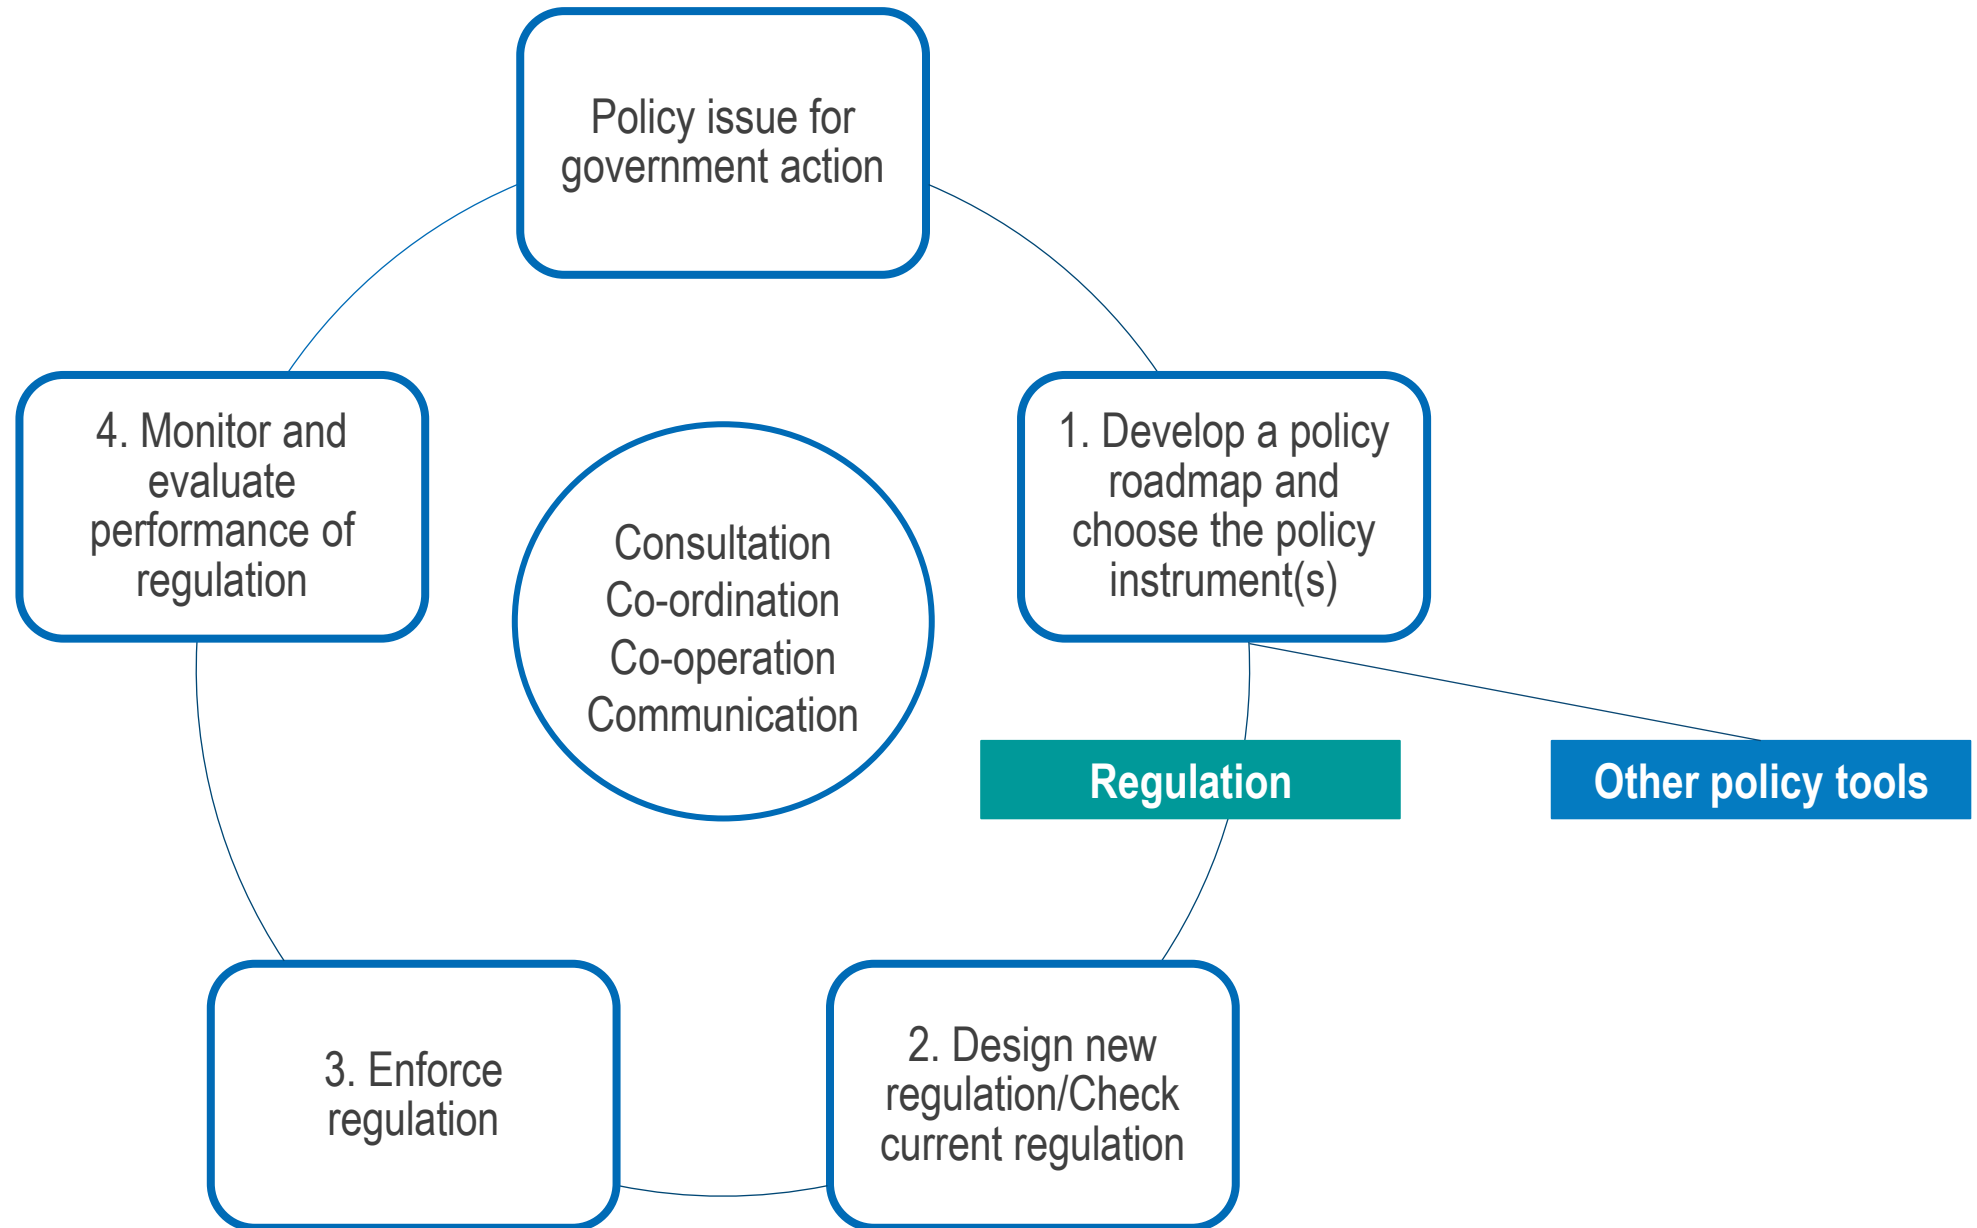 Policy issue for
government action
1. Develop a policy
roadmap and
choose the policy
instrument(s)
Regulation
Other policy tools
2. Design new
regulation/Check
current regulation
3. Enforce
regulation
4. Monitor and
evaluate
performance of
regulation
Consultation
Co-ordination
Co-operation
Communication